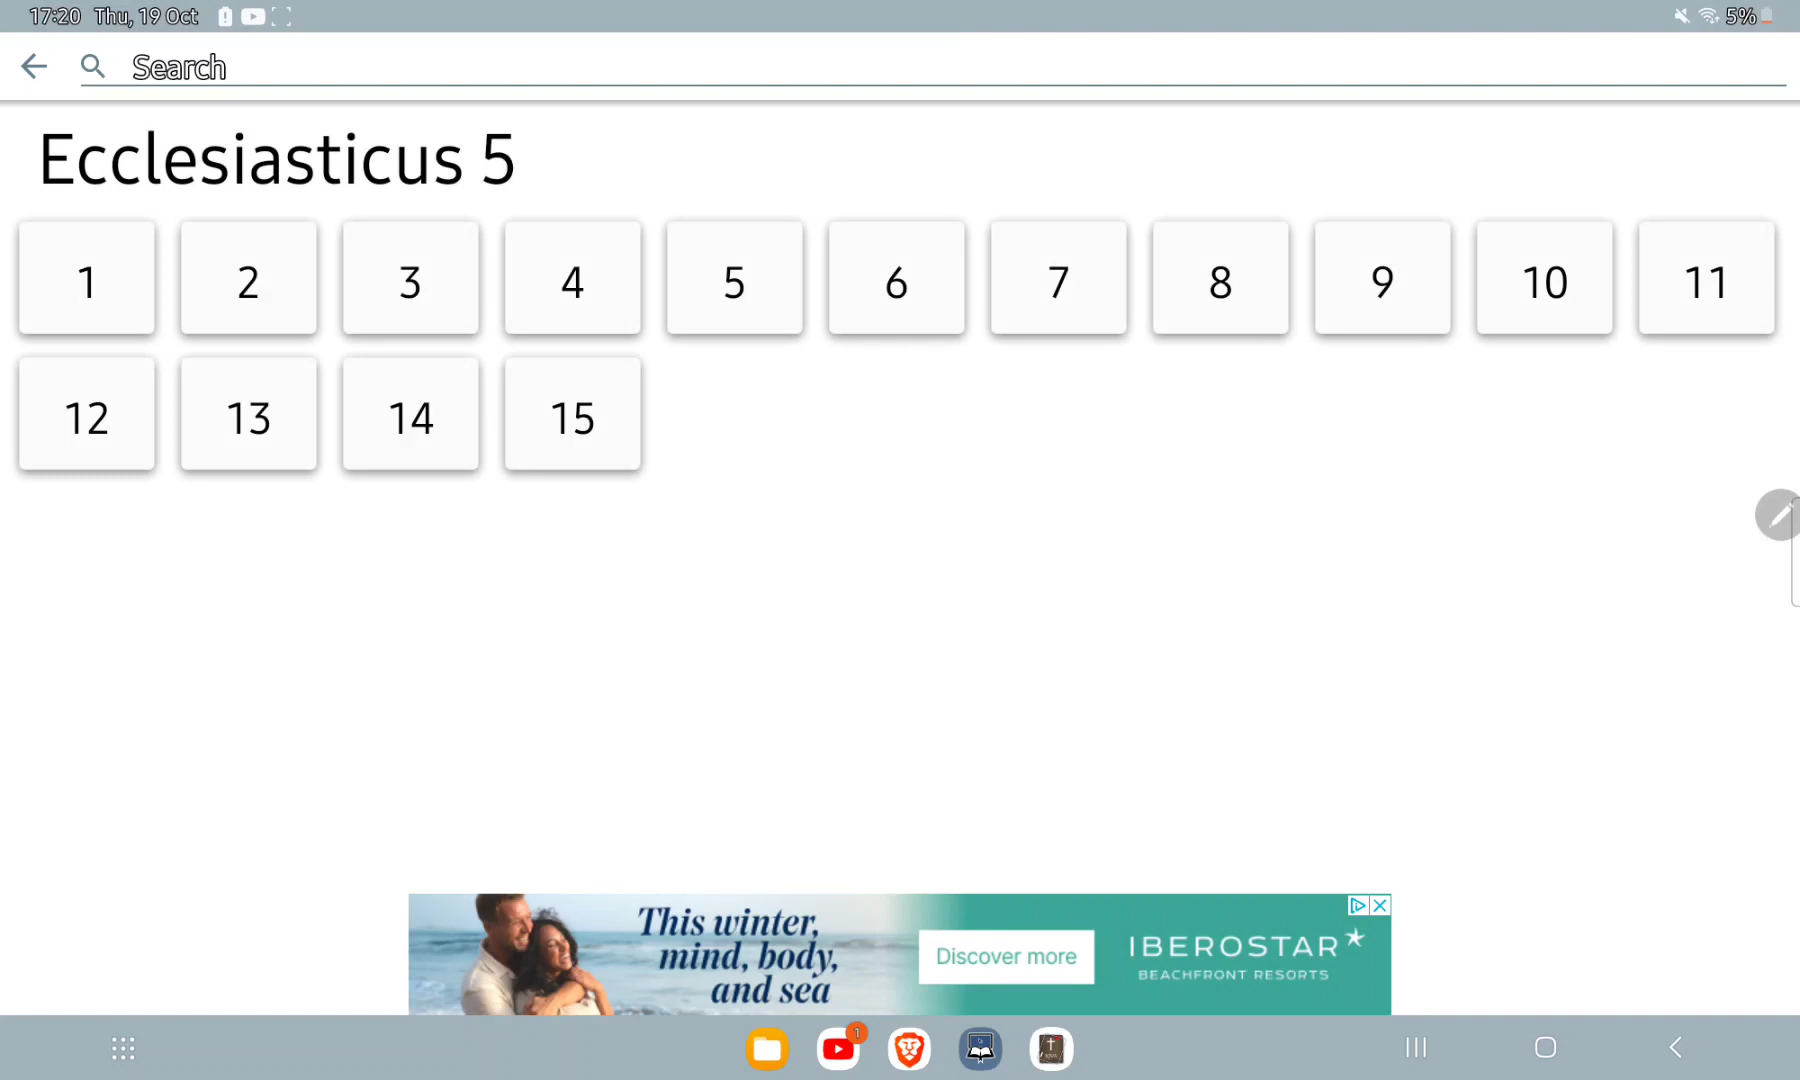 17:20 Thu, 19 Oct 5%
Search
Ecclesiasticus 5
1 2 3 4 5 6 7 8 9 10 11
12 13 14 15
This winter,
mind, body,
and sea
Discover more
IBEROSTAR
BEACHFRONT RESORTS
1